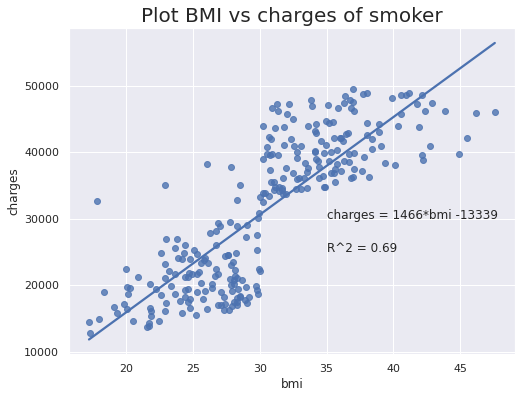 Plot BMI vs charges of smoker
50000
40000
30000
20000
10000
charges
charges = 1466*bmi -13339
R^2 = 0.69
20
25
30
35
40
45
bmi